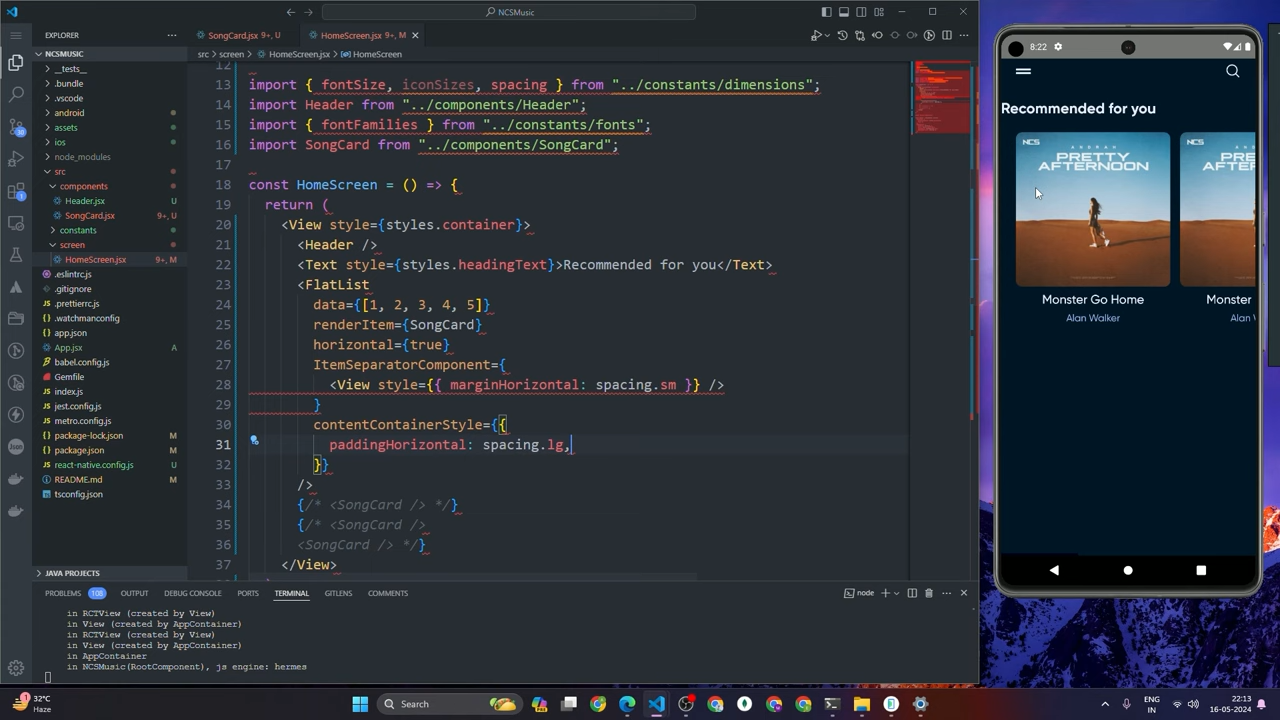 NCSMusic
EXPLORER
SongCard.jsx 9+, U
HomeScreen.jsx 9+, M
NCSMUSIC
src > screen > HomeScreen.jsx > HomeScreen
__tests__
.bundle
.vscode
android
assets
ios
node_modules
src
components
Header.jsx U
SongCard.jsx 9+, U
constants
screen
HomeScreen.jsx 9+, M
.eslintrc.js
.gitignore
.prettierrc.js
.watchmanconfig
app.json
App.jsx A
babel.config.js
Gemfile
index.js
jest.config.js
metro.config.js
package-lock.json M
package.json M
react-native.config.js U
README.md M
tsconfig.json
JAVA PROJECTS
12
13 import { fontSize, iconSizes, spacing } from "../constants/dimensions";
14 import Header from "../components/Header";
15 import { fontFamilies } from "../constants/fonts";
16 import SongCard from "../components/SongCard";
17
18 const HomeScreen = () => {
19 return (
20 <View style={styles.container}>
21 <Header />
22 <Text style={styles.headingText}>Recommended for you</Text>
23 <FlatList
24 data={[1, 2, 3, 4, 5]}
25 renderItem={SongCard}
26 horizontal={true}
27 ItemSeparatorComponent={
28 <View style={{ marginHorizontal: spacing.sm }} />
29 }
30 contentContainerStyle={{
31 paddingHorizontal: spacing.lg,
32 }}
33 />
34 {/* <SongCard /> */}
35 {/* <SongCard />
36 <SongCard /> */}
37 </View>
PROBLEMS 108 OUTPUT DEBUG CONSOLE PORTS TERMINAL GITLENS COMMENTS
node
in RCTView (created by View)
in View (created by AppContainer)
in RCTView (created by View)
in View (created by AppContainer)
in AppContainer
in NCSMusic(RootComponent), js engine: hermes
8:22
Recommended for you
NCS
PRETTY
AFTERNOON
NCS
PRETT
AFTERN
Monster Go Home
Alan Walker
Monster
Alan V
30
1
32°C
Haze
Search
ENG
IN
22:13
16-05-2024